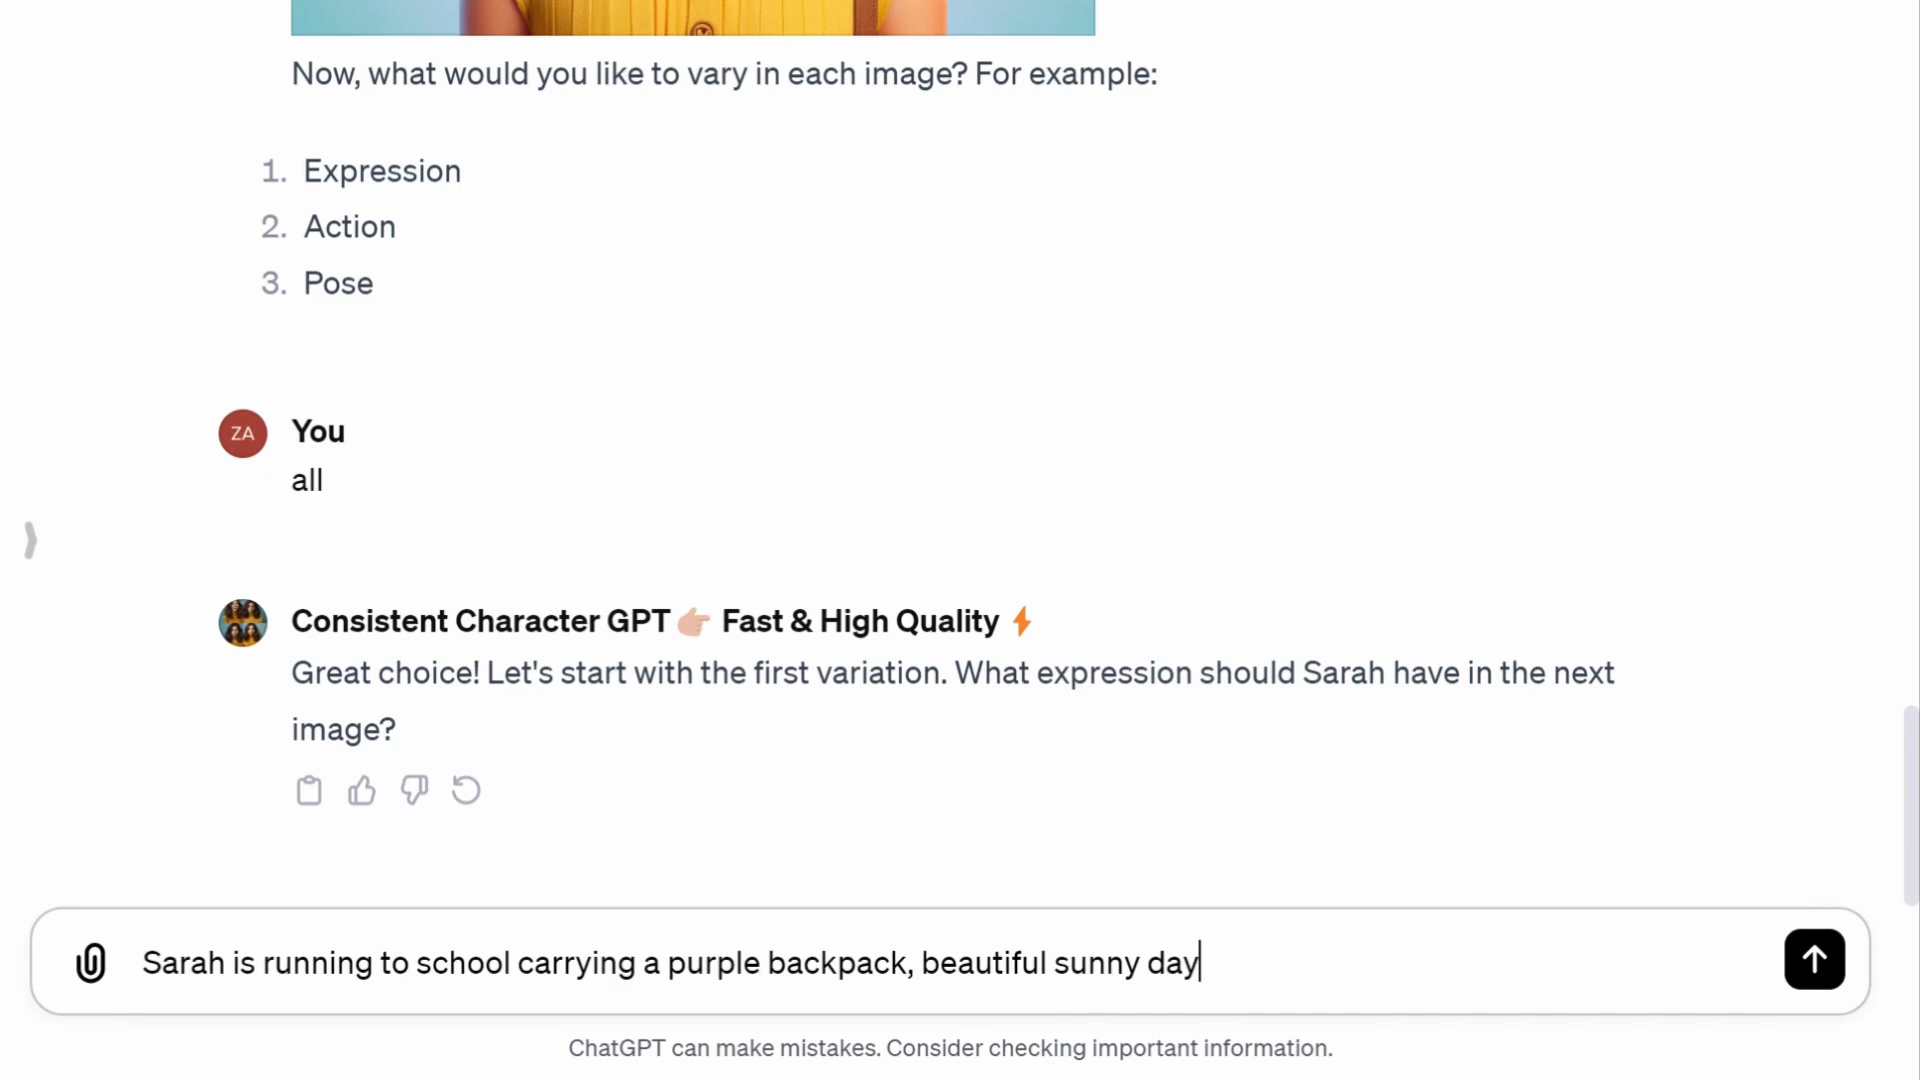 Now, what would you like to vary in each image? For example:
1. Expression
2. Action
3. Pose
ZA
You
all
Consistent Character GPT 👉 Fast & High Quality ⚡
Great choice! Let's start with the first variation. What expression should Sarah have in the next
image?
Sarah is running to school carrying a purple backpack, beautiful sunny day
ChatGPT can make mistakes. Consider checking important information.